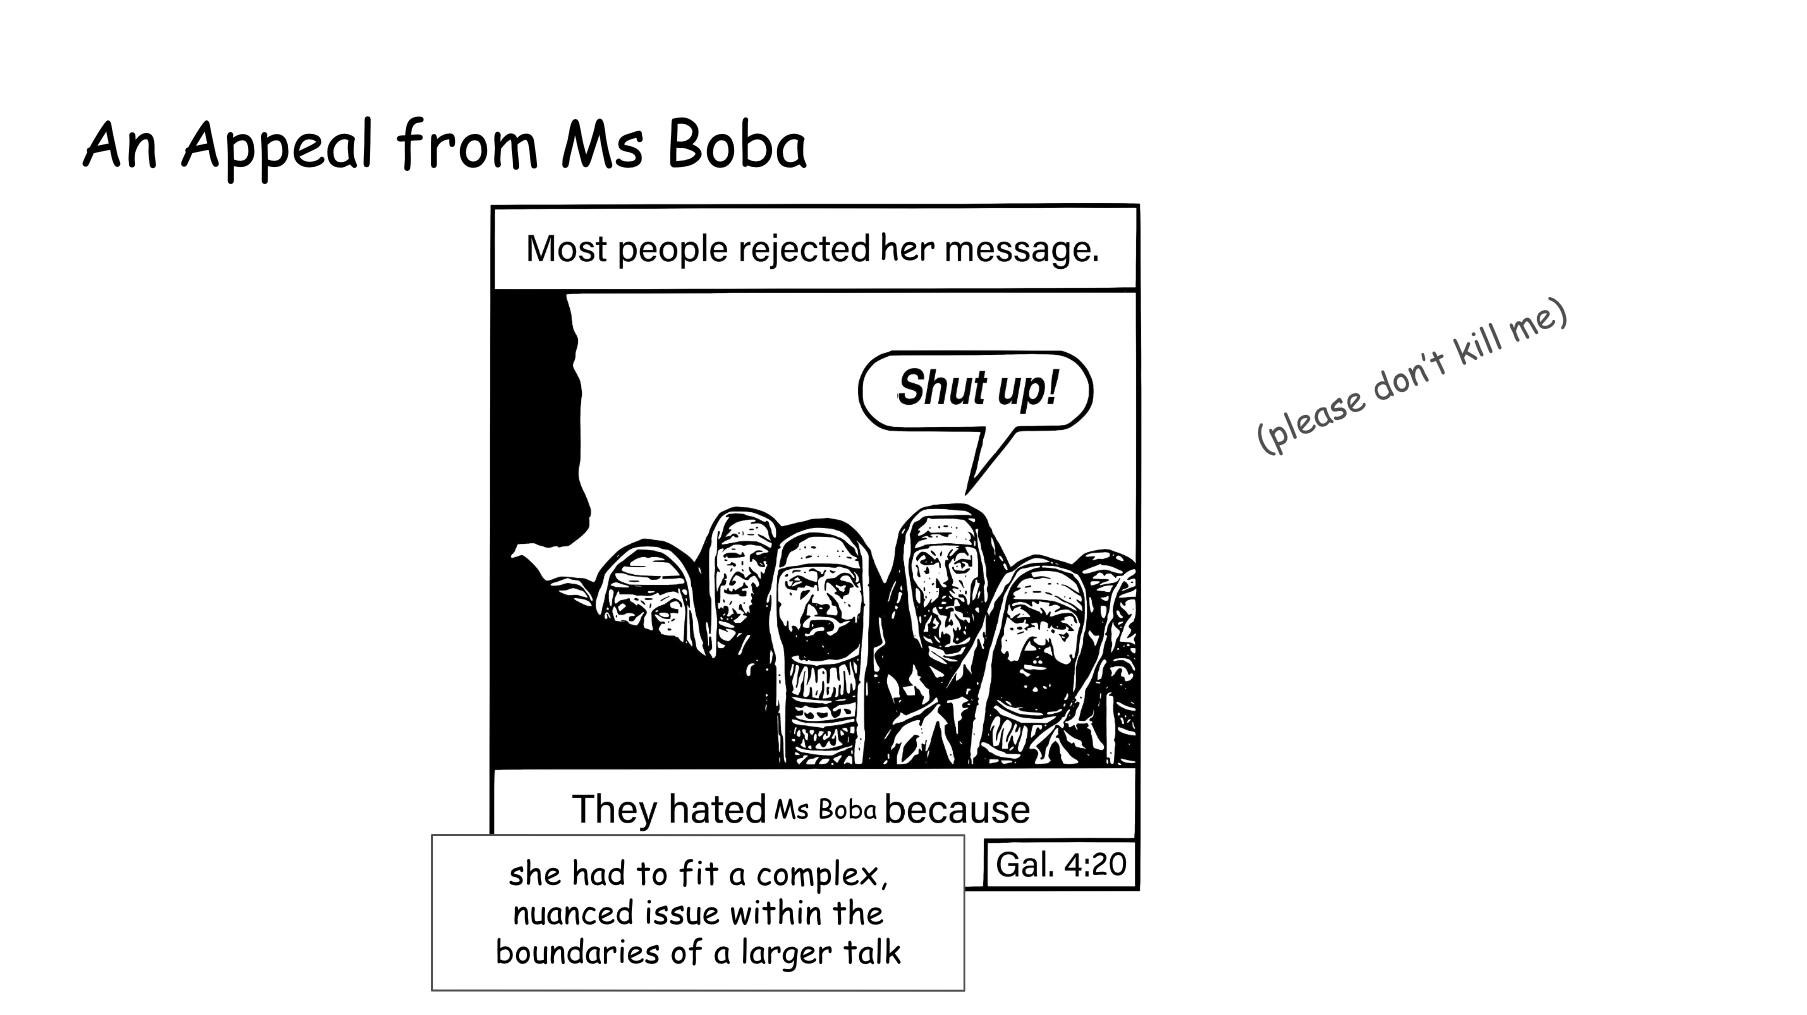 An Appeal from Ms Boba
Most people rejected her message.
Shut up!
(please don't kill me)
They hated Ms Boba because
she had to fit a complex,
nuanced issue within the
boundaries of a larger talk
Gal. 4:20